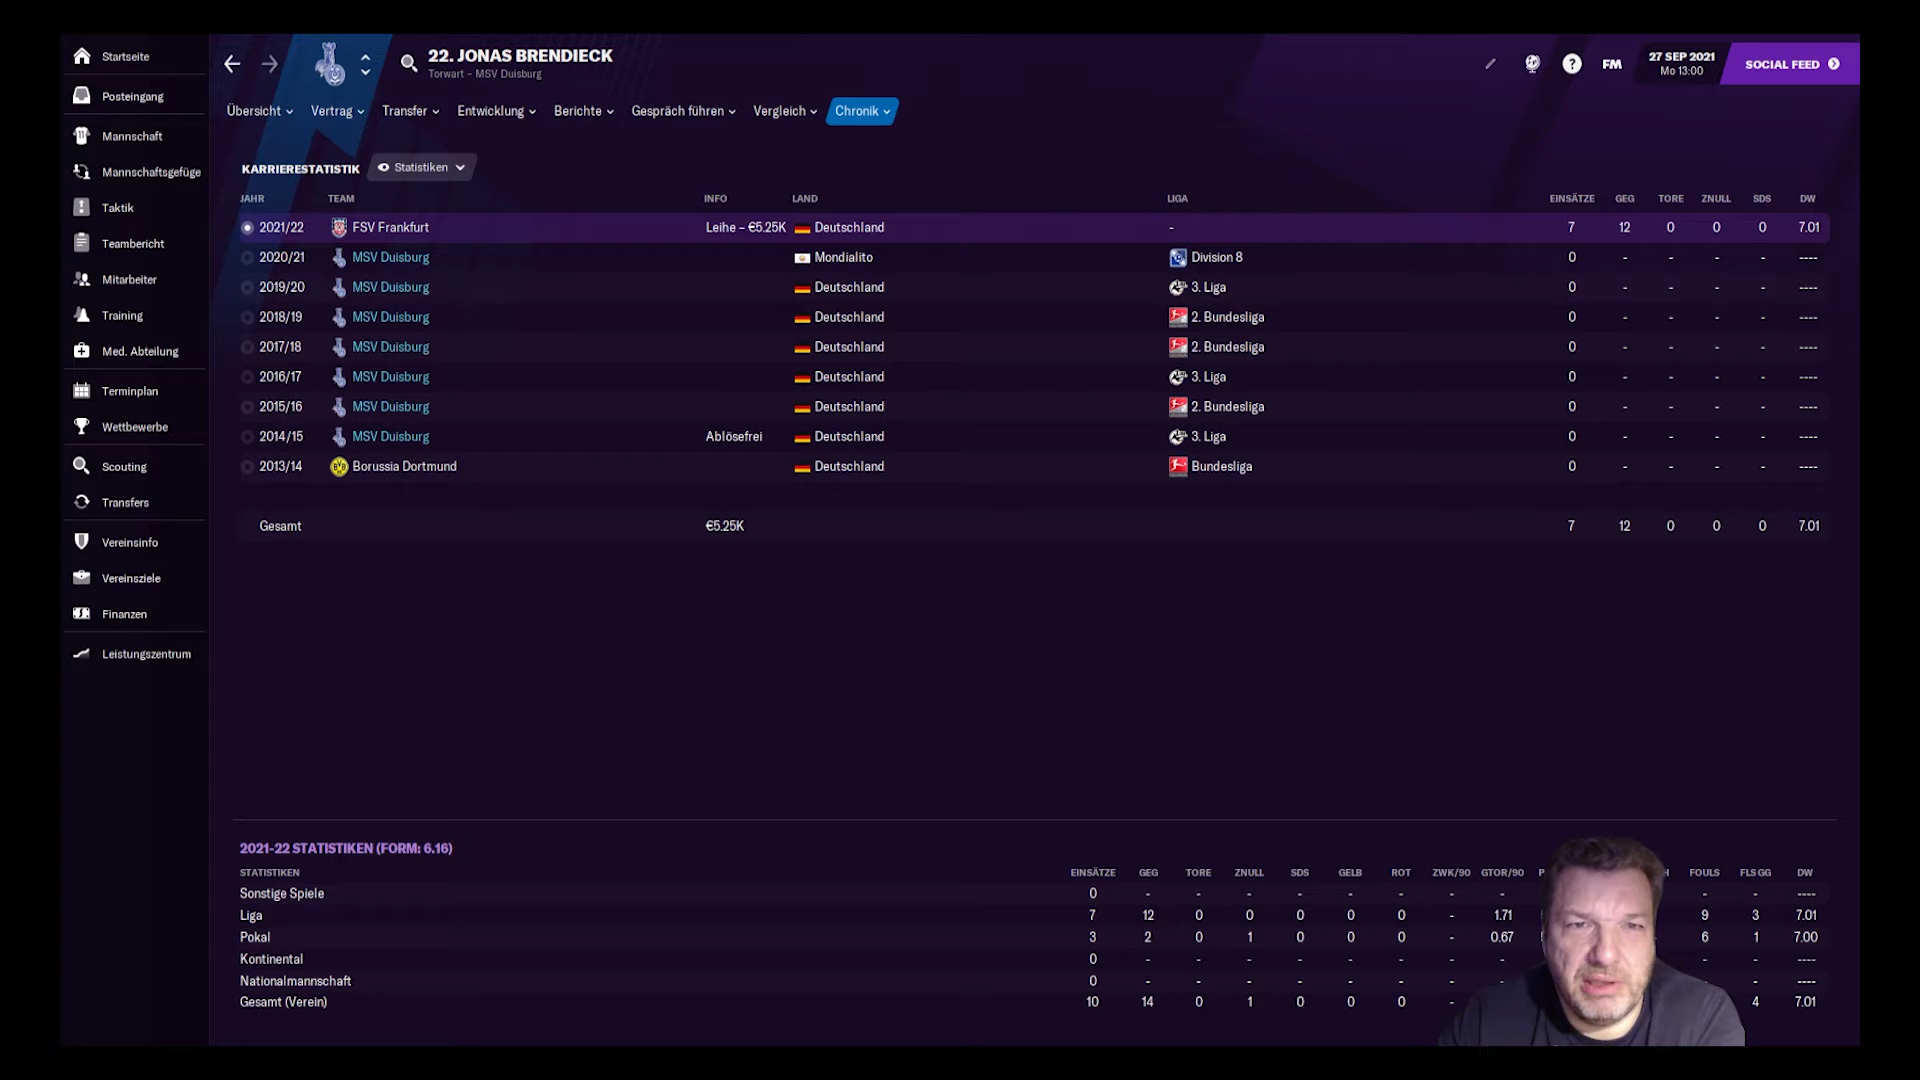 Startseite
Posteingang
Mannschaft
Mannschaftsgefüge
Taktik
Teambericht
Mitarbeiter
Training
Med. Abteilung
Terminplan
Wettbewerbe
Scouting
Transfers
Vereinsinfo
Vereinsziele
Finanzen
Leistungszentrum
22. JONAS BRENDIECK
Torwart – MSV Duisburg
FM
27 SEP 2021
Mo 13:00
SOCIAL FEED
Übersicht Vertrag Transfer Entwicklung Berichte Gespräch führen Vergleich Chronik
KARRIERESTATISTIK Statistiken
JAHR TEAM INFO LAND LIGA EINSÄTZE GEG TORE ZNULL SDS DW
2021/22 FSV Frankfurt Leihe – €5.25K Deutschland - 7 12 0 0 0 7.01
2020/21 MSV Duisburg Mondialito Division 8 0 - - - - ----
2019/20 MSV Duisburg Deutschland 3. Liga 0 - - - - ----
2018/19 MSV Duisburg Deutschland 2. Bundesliga 0 - - - - ----
2017/18 MSV Duisburg Deutschland 2. Bundesliga 0 - - - - ----
2016/17 MSV Duisburg Deutschland 3. Liga 0 - - - - ----
2015/16 MSV Duisburg Deutschland 2. Bundesliga 0 - - - - ----
2014/15 MSV Duisburg Ablösefrei Deutschland 3. Liga 0 - - - - ----
2013/14 Borussia Dortmund Deutschland Bundesliga 0 - - - - ----
Gesamt €5.25K 7 12 0 0 0 7.01
2021-22 STATISTIKEN (FORM: 6.16)
STATISTIKEN EINSÄTZE GEG TORE ZNULL SDS GELB ROT ZWK/90 GTOR/90 FOULS FLS GG DW
Sonstige Spiele 0 - - - - - - - - - - ----
Liga 7 12 0 0 0 0 0 - 1.71 9 3 7.01
Pokal 3 2 0 1 0 0 0 - 0.67 6 1 7.00
Kontinental 0 - - - - - - - - - - ----
Nationalmannschaft 0 - - - - - - - - - - ----
Gesamt (Verein) 10 14 0 1 0 0 0 - 4 7.01